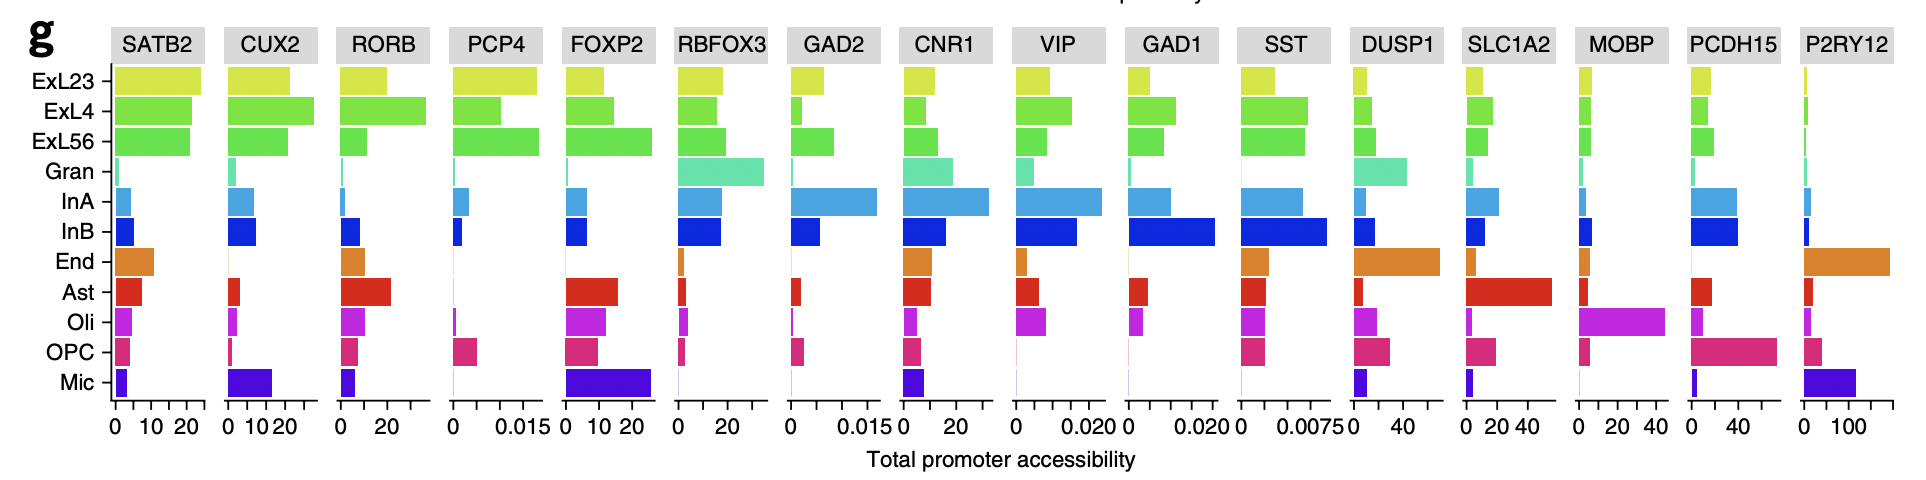 g
SATB2 CUX2 RORB PCP4 FOXP2 RBFOX3 GAD2 CNR1 VIP GAD1 SST DUSP1 SLC1A2 MOBP PCDH15 P2RY12
ExL23
ExL4
ExL56
Gran
InA
InB
End
Ast
Oli
OPC
Mic
0 10 20 0 10 20 0 20 0 0.015 0 10 20 0 20 0 0.015 0 20 0 0.020 0 0.020 0 0.0075 0 40 0 20 40 0 20 40 0 40 0 100
Total promoter accessibility